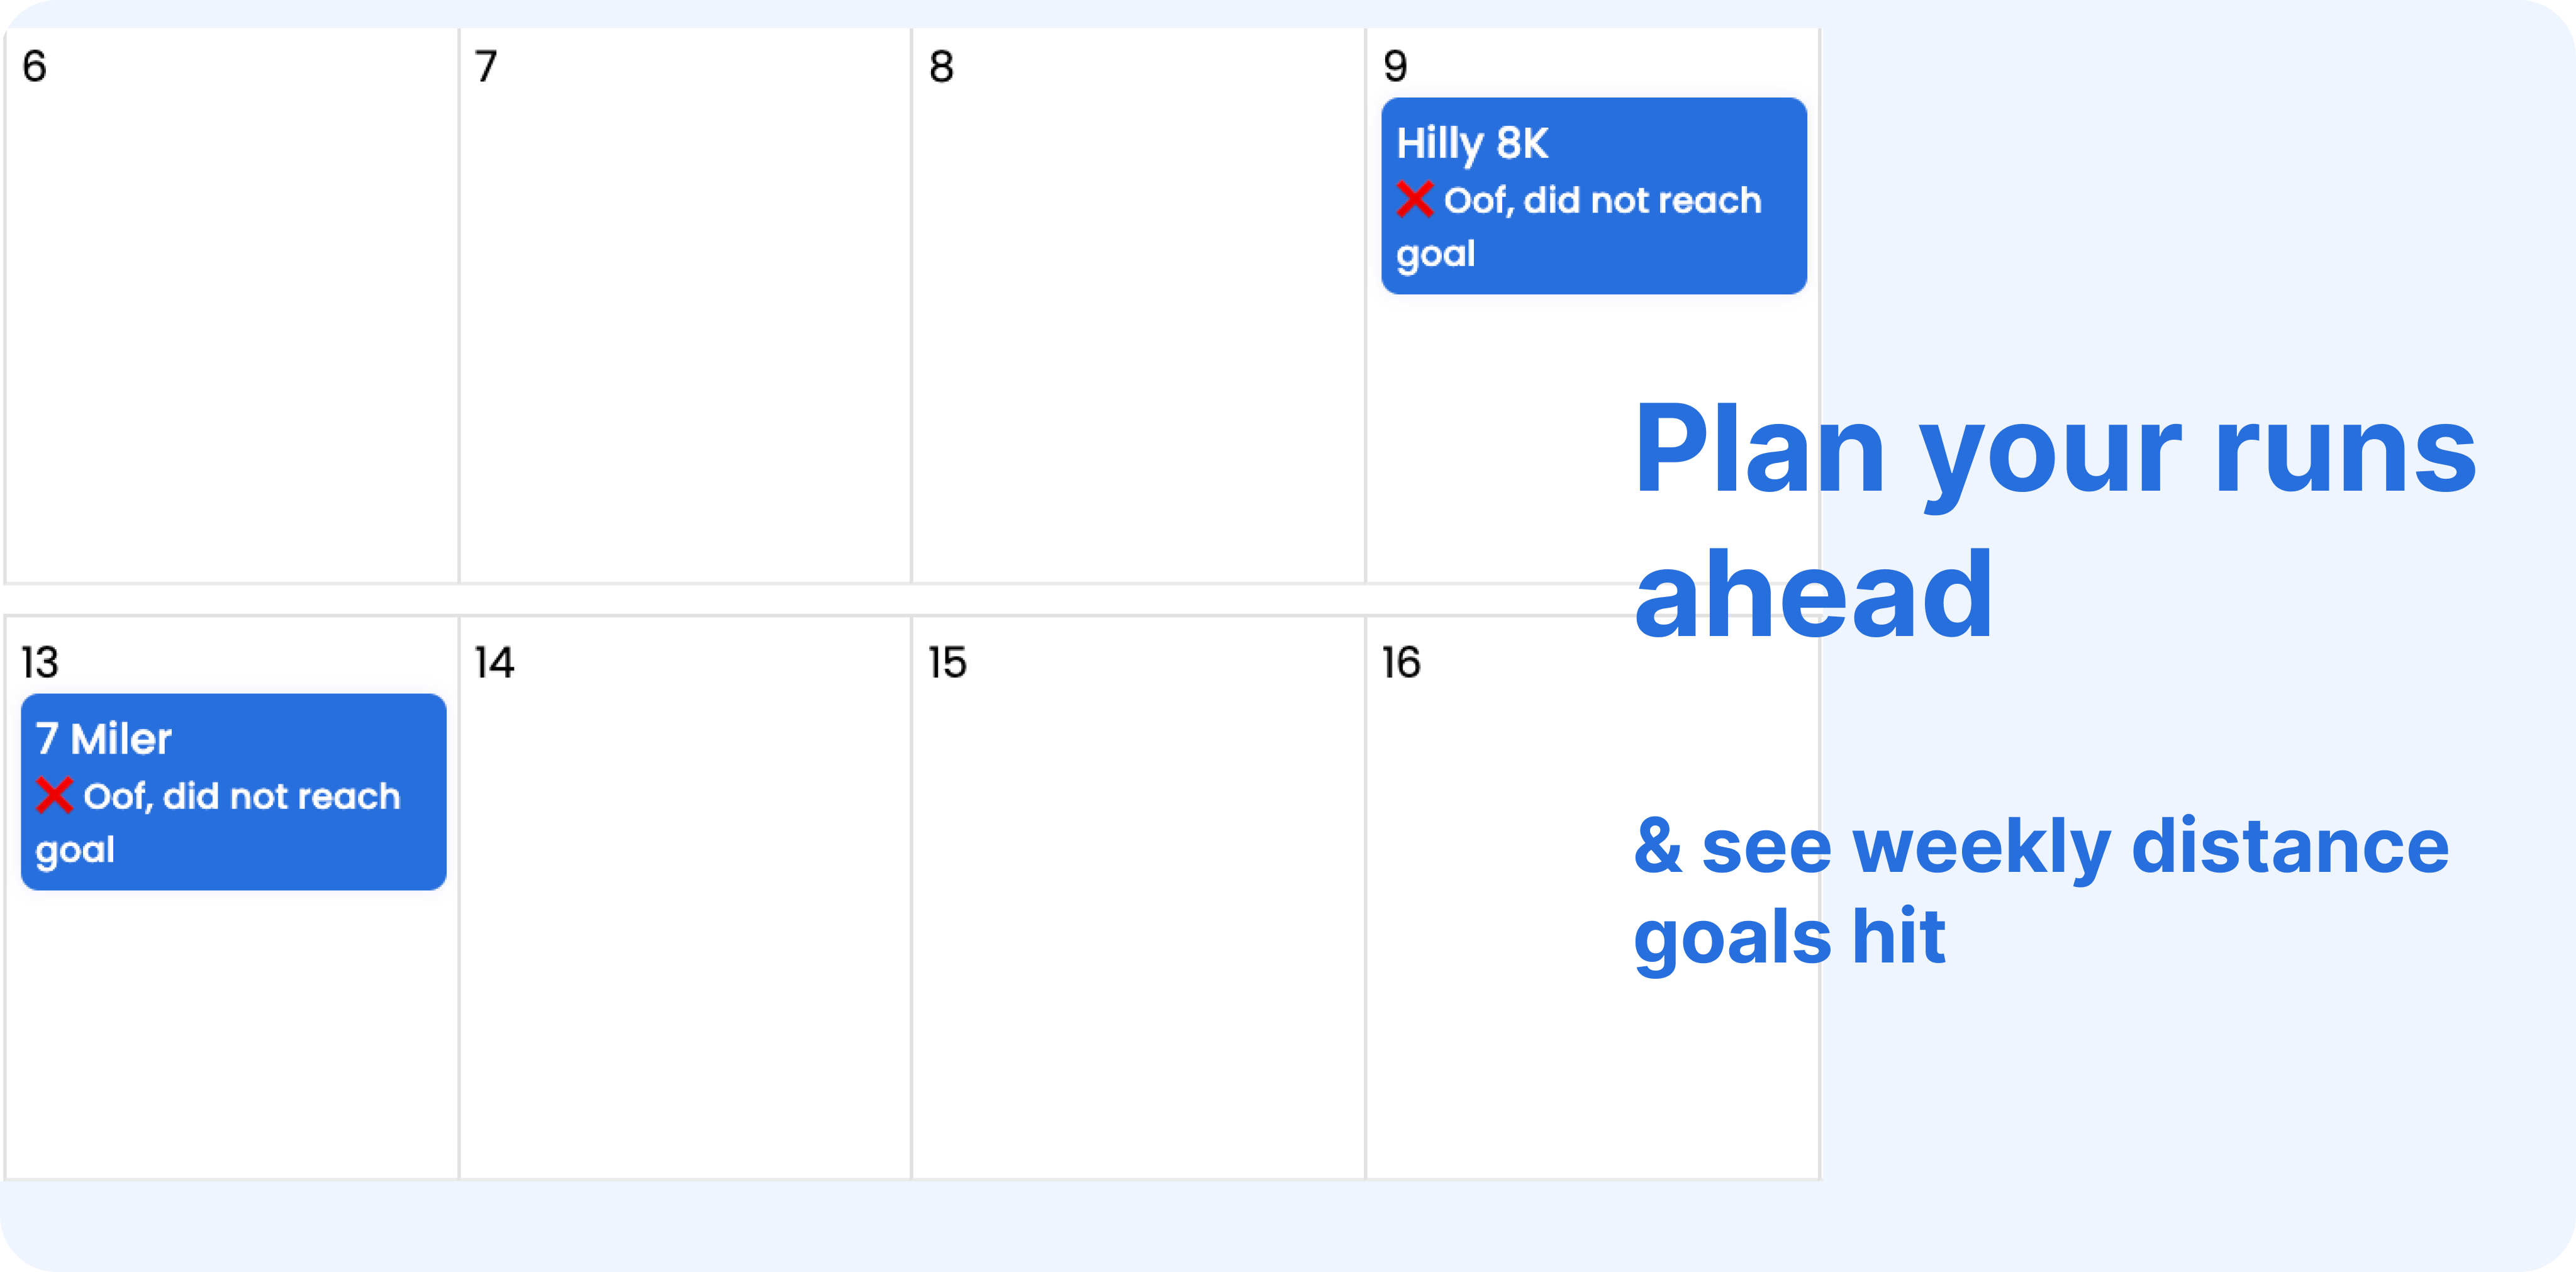 6
7
8
9
Hilly 8K
❌ Oof, did not reach
goal
13
7 Miler
❌ Oof, did not reach
goal
14
15
16
Plan your runs
ahead
& see weekly distance
goals hit